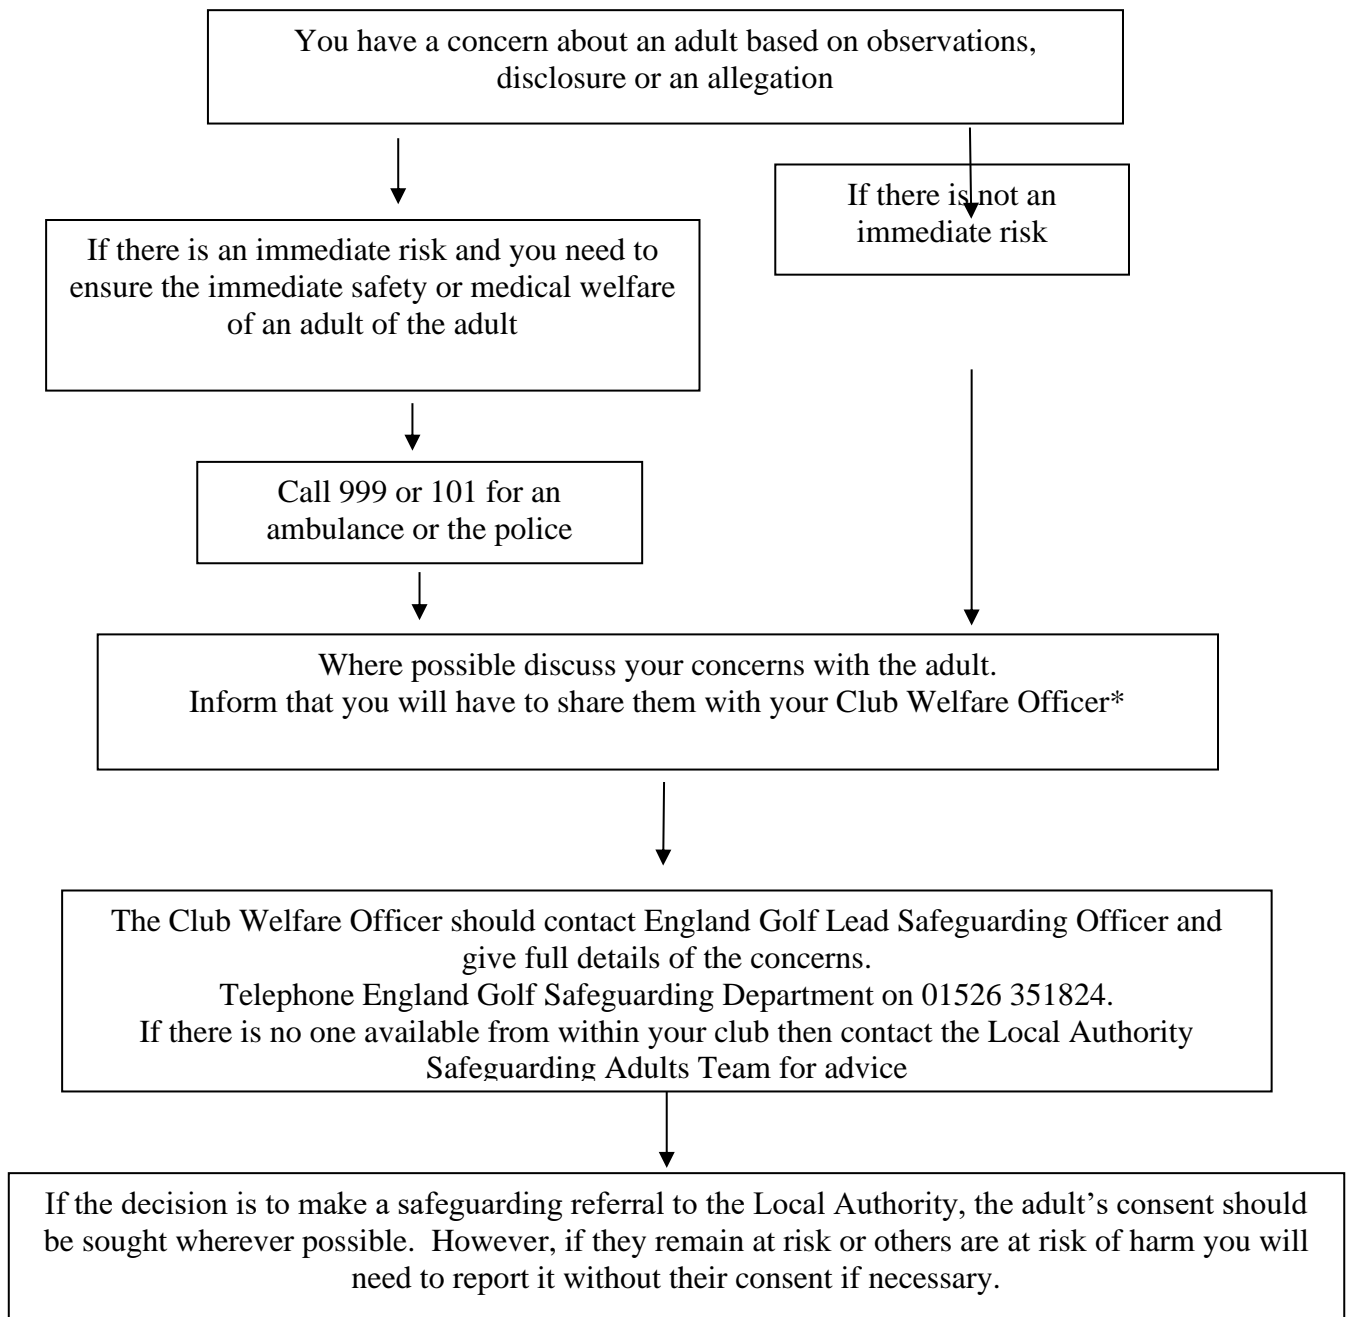 You have a concern about an adult based on observations,
disclosure or an allegation
If there is not an
immediate risk
If there is an immediate risk and you need to
ensure the immediate safety or medical welfare
of an adult of the adult
Call 999 or 101 for an
ambulance or the police
Where possible discuss your concerns with the adult.
Inform that you will have to share them with your Club Welfare Officer*
The Club Welfare Officer should contact England Golf Lead Safeguarding Officer and
give full details of the concerns.
Telephone England Golf Safeguarding Department on 01526 351824.
If there is no one available from within your club then contact the Local Authority
Safeguarding Adults Team for advice
If the decision is to make a safeguarding referral to the Local Authority, the adult’s consent should
be sought wherever possible.  However, if they remain at risk or others are at risk of harm you will
need to report it without their consent if necessary.